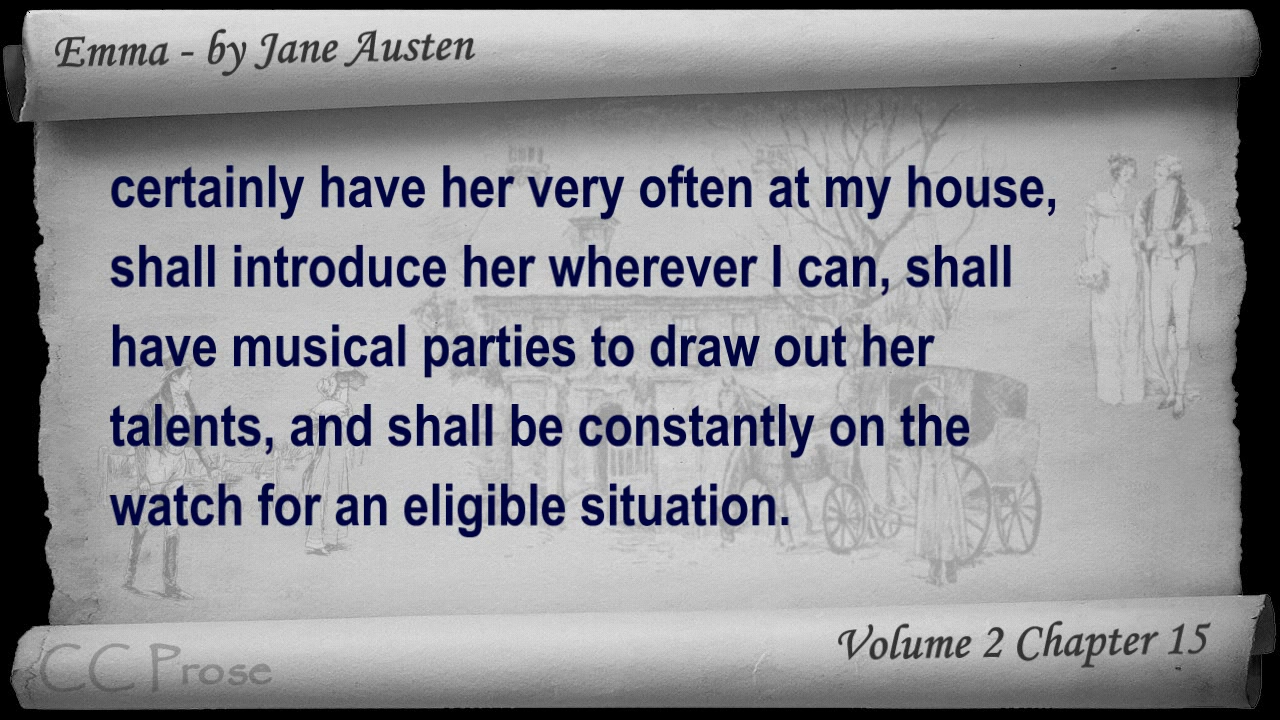 Emma - by Jane Austen
certainly have her very often at my house,
shall introduce her wherever I can, shall
have musical parties to draw out her
talents, and shall be constantly on the
watch for an eligible situation.
Volume 2 Chapter 15
CC Prose